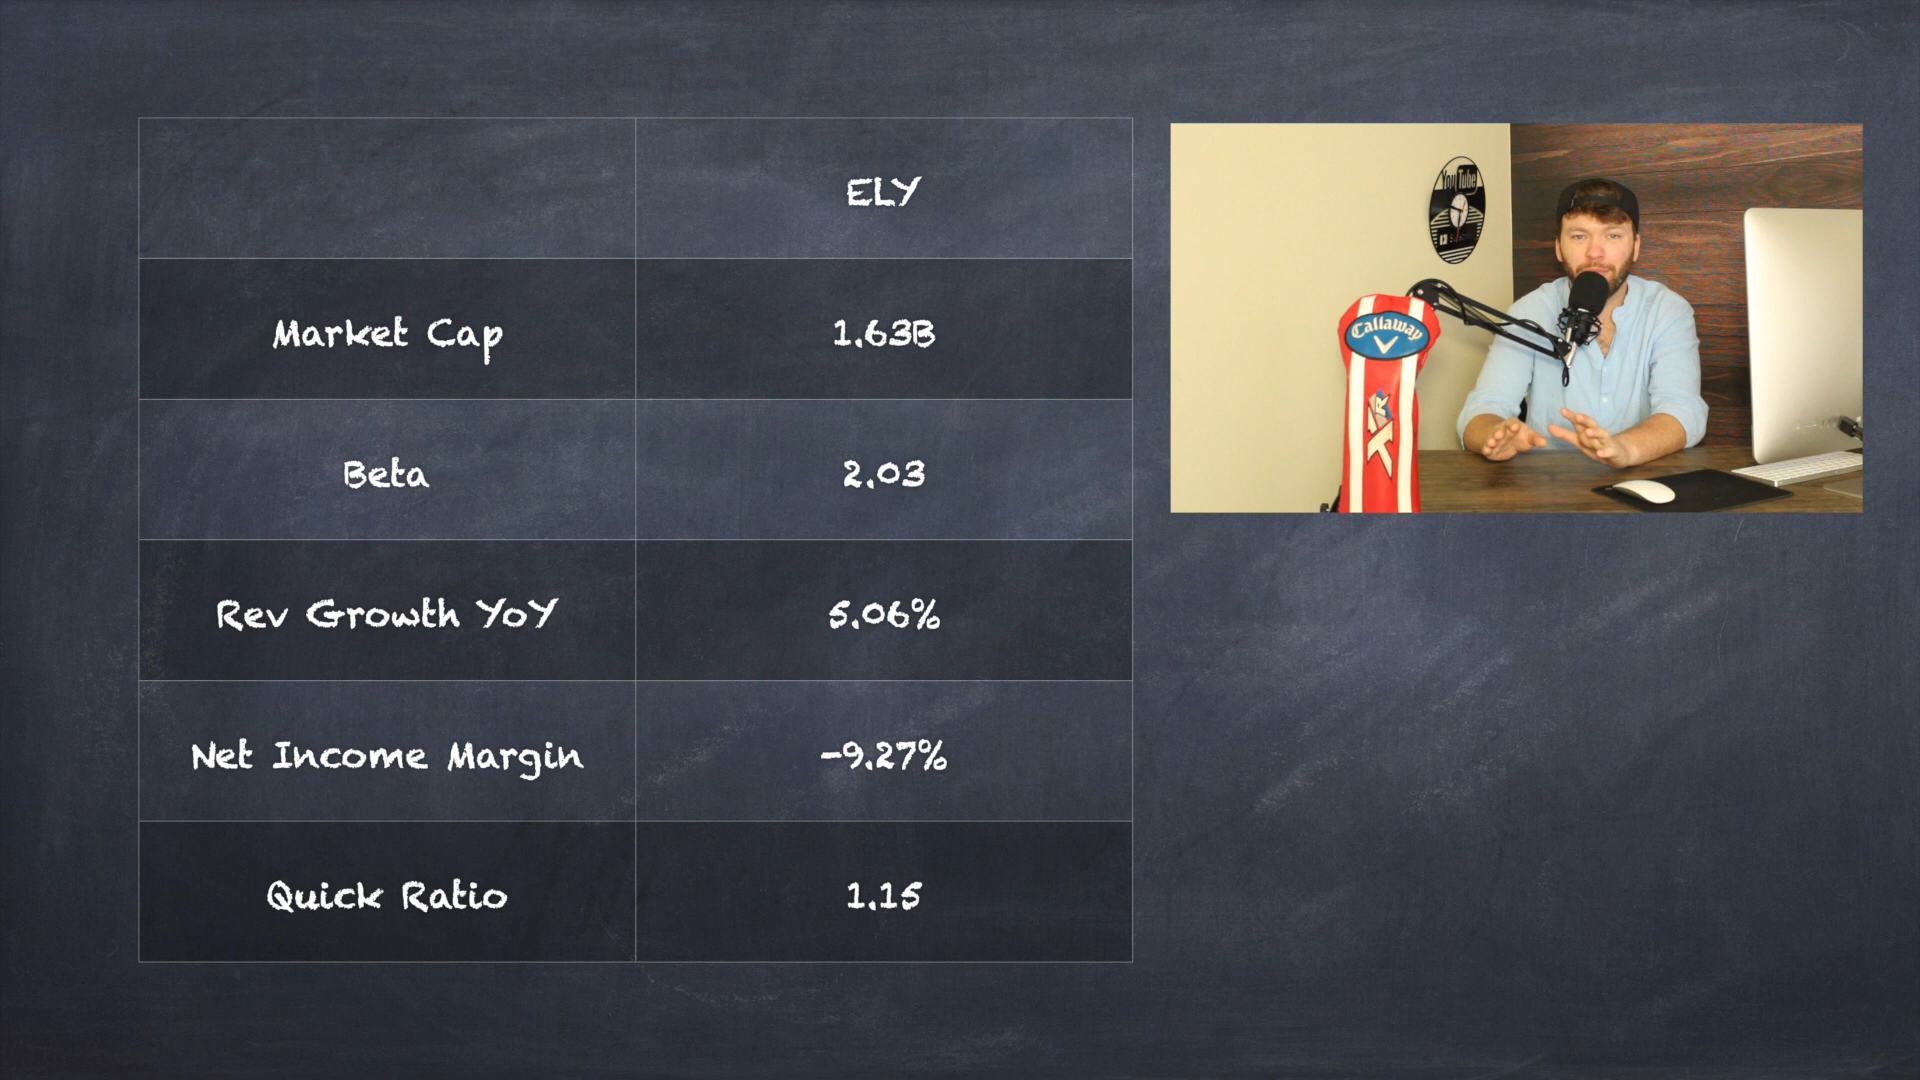 ELY
Market Cap 1.63B
Beta 2.03
Rev Growth YoY 5.06%
Net Income Margin -9.27%
Quick Ratio 1.15
YouTube
Callaway
XR